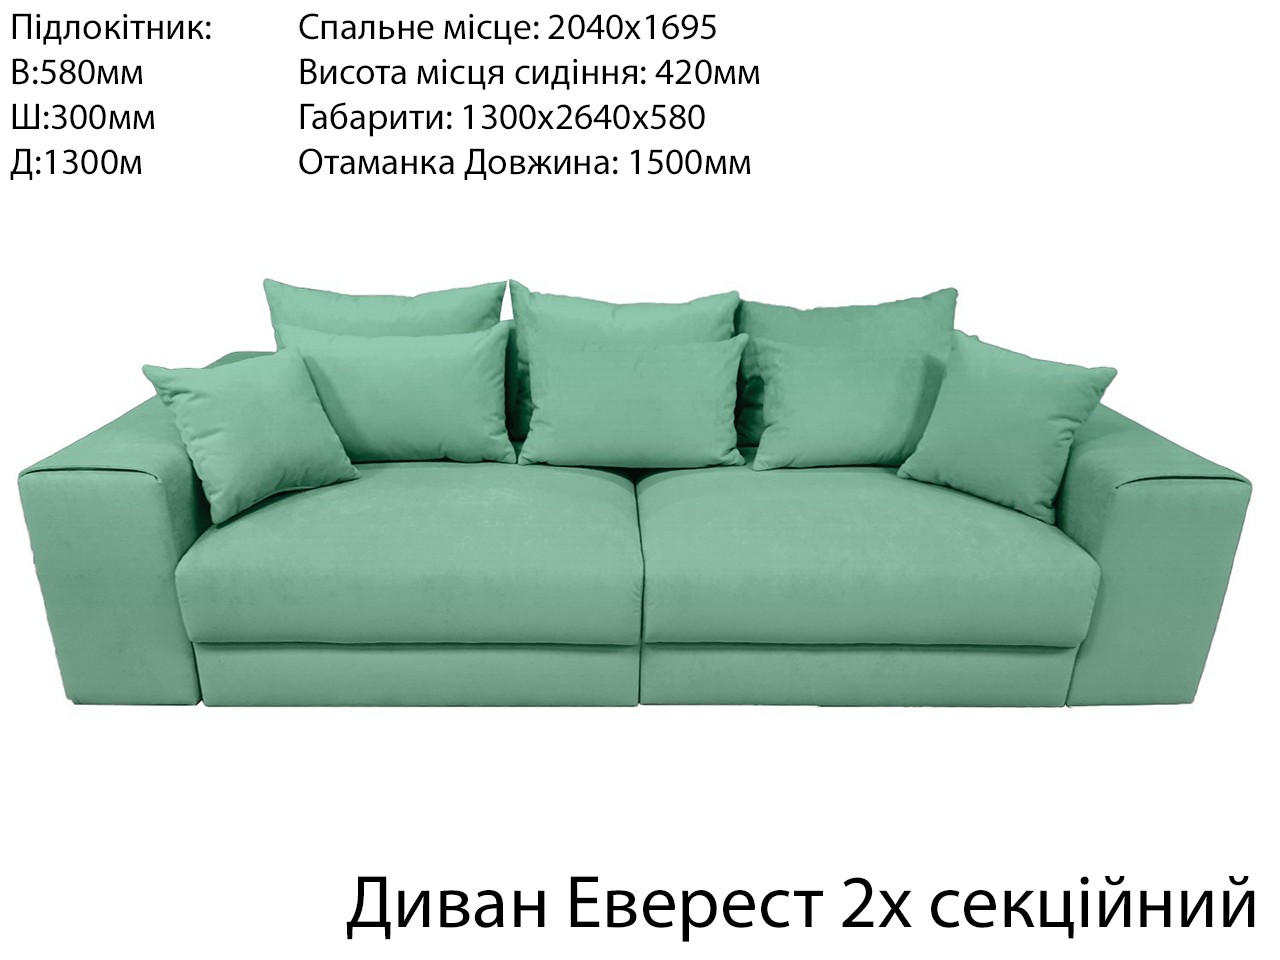 Підлокітник:
В:580мм
Ш:300мм
Д:1300м
Спальне місце: 2040х1695
Висота місця сидіння: 420мм
Габарити: 1300х2640х580
Отаманка Довжина: 1500мм
Диван Еверест 2х секційний